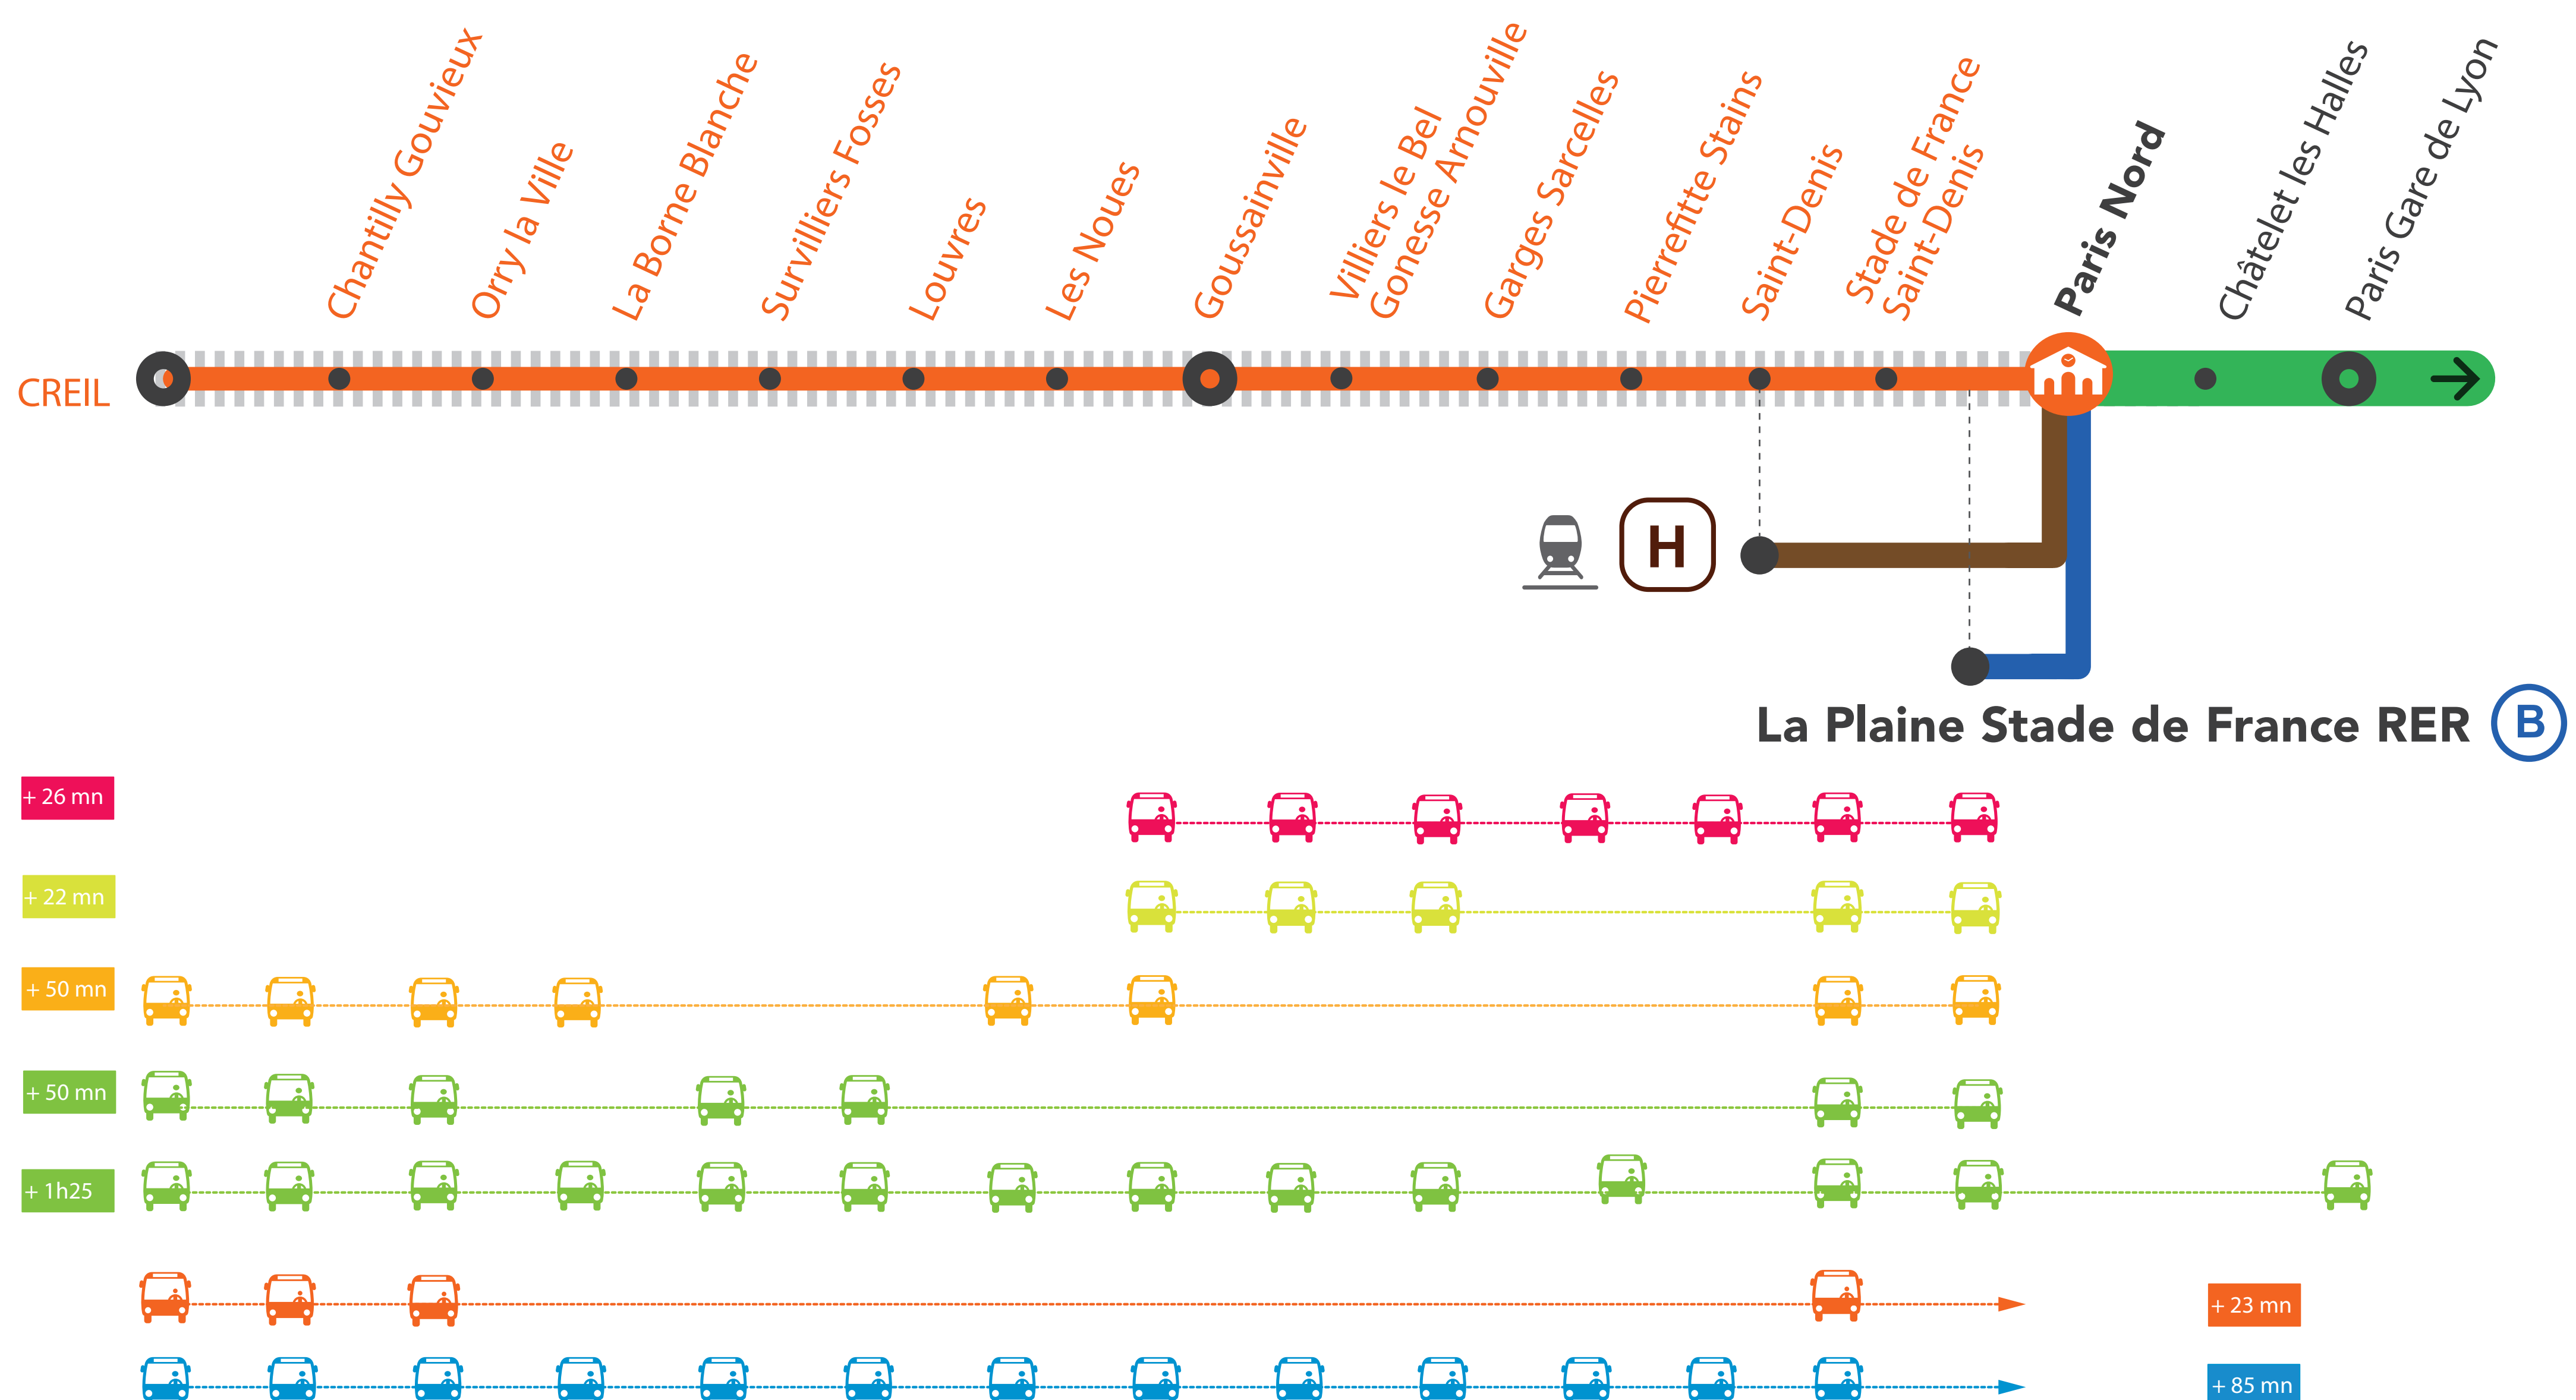 CREIL
Chantilly Gouvieux
Orry la Ville
La Borne Blanche
Survilliers Fosses
Louvres
Les Noues
Goussainville
Villiers le Bel
Gonesse Arnouville
Garges Sarcelles
Pierrefitte Stains
Saint-Denis
Stade de France
Saint-Denis
Paris Nord
Châtelet les Halles
Paris Gare de Lyon
H
La Plaine Stade de France RER B
+ 26 mn
+ 22 mn
+ 50 mn
+ 50 mn
+ 1h25
+ 23 mn
+ 85 mn